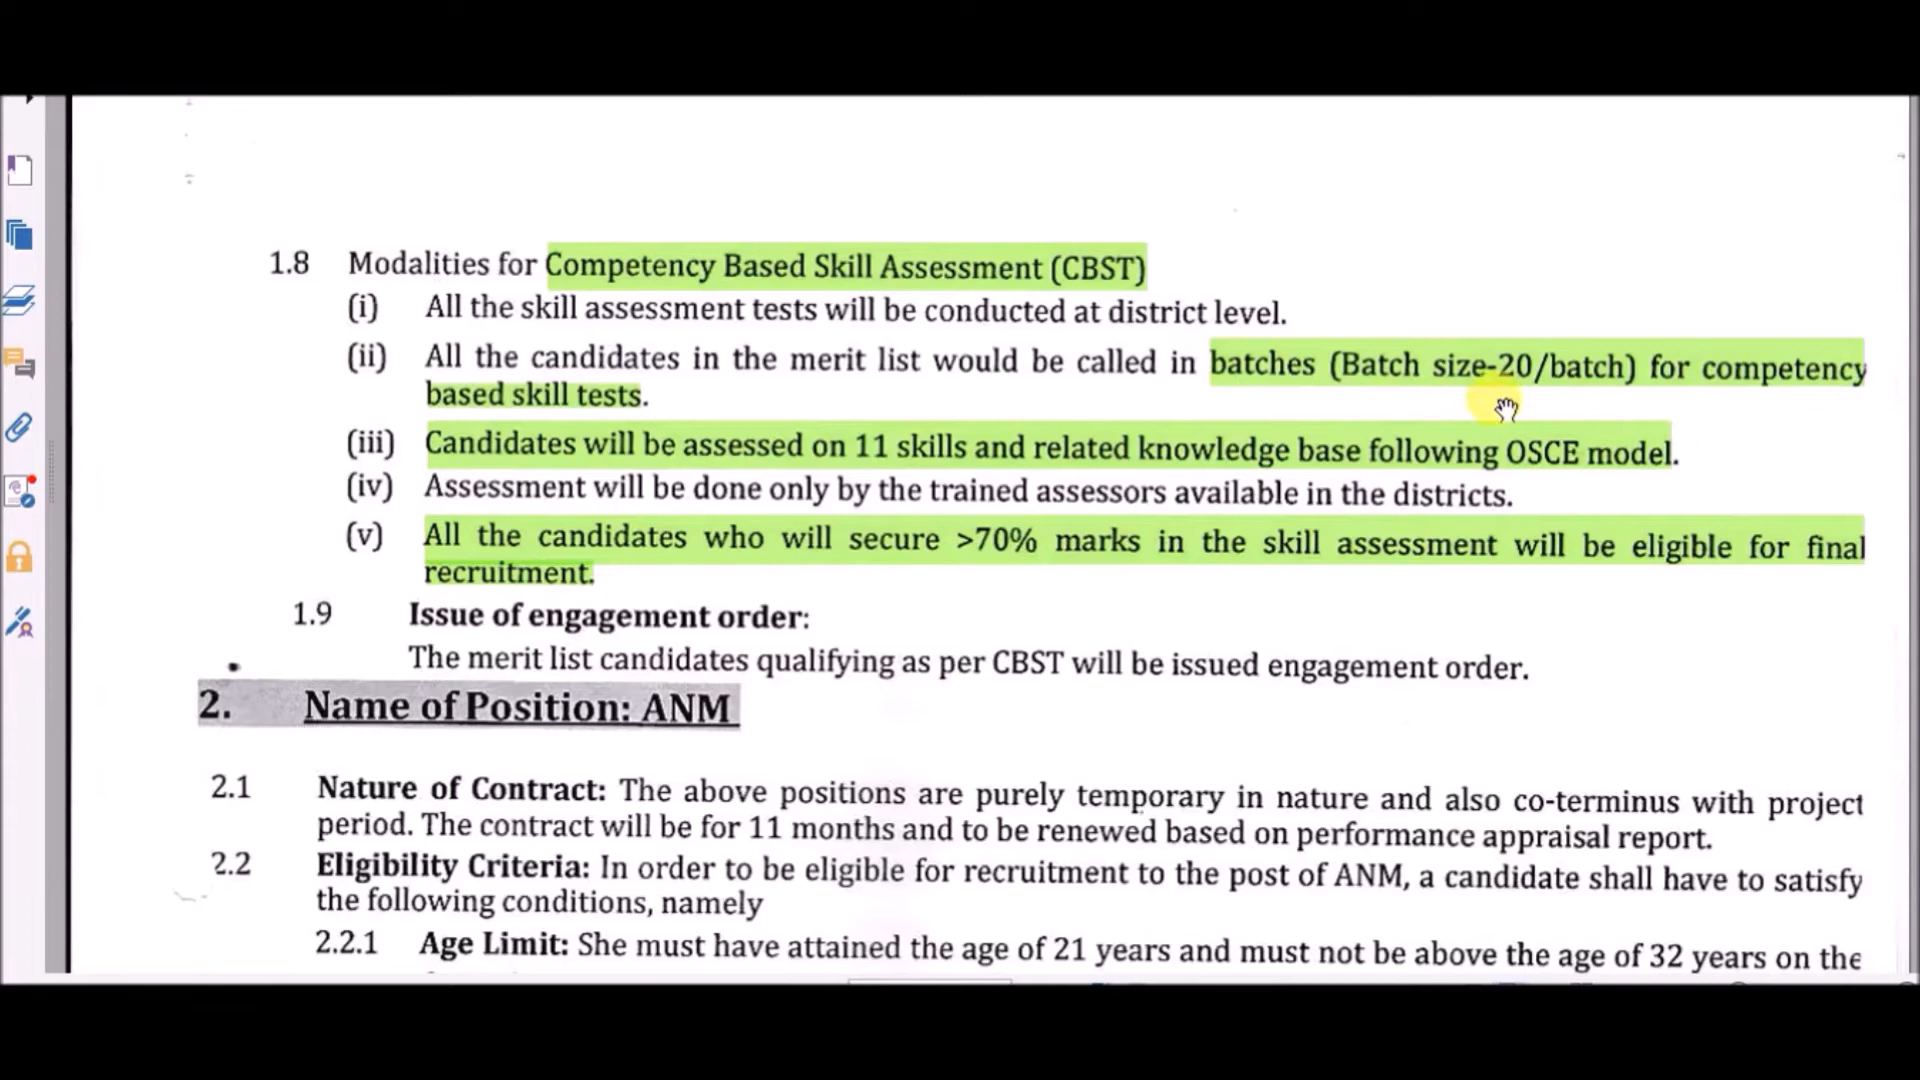 1.8 Modalities for Competency Based Skill Assessment (CBST)
(i) All the skill assessment tests will be conducted at district level.
(ii) All the candidates in the merit list would be called in batches (Batch size-20/batch) for competency
based skill tests.
(iii) Candidates will be assessed on 11 skills and related knowledge base following OSCE model.
(iv) Assessment will be done only by the trained assessors available in the districts.
(v) All the candidates who will secure >70% marks in the skill assessment will be eligible for final
recruitment.
1.9 Issue of engagement order:
The merit list candidates qualifying as per CBST will be issued engagement order.
2. Name of Position: ANM
2.1 Nature of Contract: The above positions are purely temporary in nature and also co-terminus with project
period. The contract will be for 11 months and to be renewed based on performance appraisal report.
2.2 Eligibility Criteria: In order to be eligible for recruitment to the post of ANM, a candidate shall have to satisfy
the following conditions, namely
2.2.1 Age Limit: She must have attained the age of 21 years and must not be above the age of 32 years on the